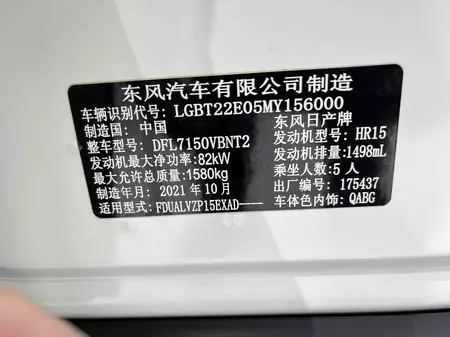 东风汽车有限公司制造
车辆识别代号: LGBT22E05MY156000
制造国: 中国 东风日产牌
整车型号: DFL7150VBNT2 发动机型号: HR15
发动机最大净功率: 82kW 发动机排量: 1498mL
最大允许总质量: 1580kg 乘坐人数: 5 人
制造年月: 2021 年 10 月 出厂编号: 175437
适用型式: FDUALVZP15EXAD---- 车体色内饰: QABG